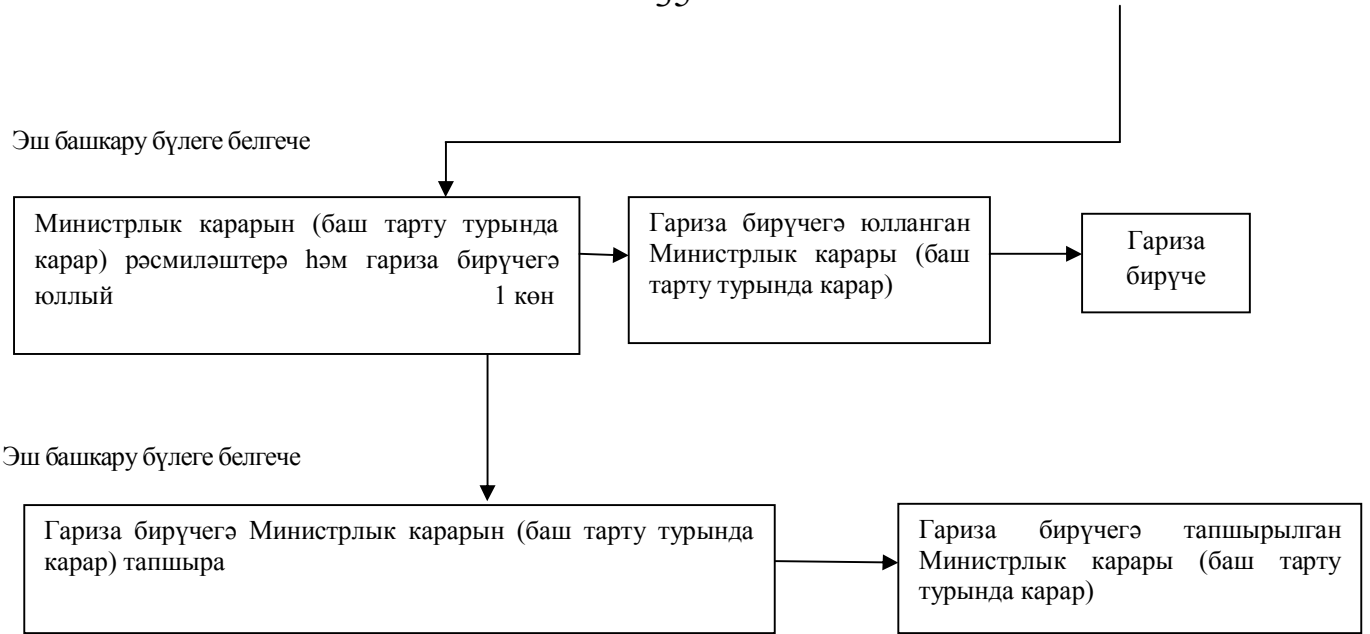 Эш башкару бүлеге белгече
Министрлык карарын (баш тарту турында
карар) рәсмиләштерә һәм гариза бирүчегә
юллый 1 көн
Гариза бирүчегә юлланган
Министрлык карары (баш
тарту турында карар)
Гариза
бирүче
Эш башкару бүлеге белгече
Гариза бирүчегә Министрлык карарын (баш тарту турында
карар) тапшыра
Гариза бирүчегә тапшырылган
Министрлык карары (баш тарту
турында карар)